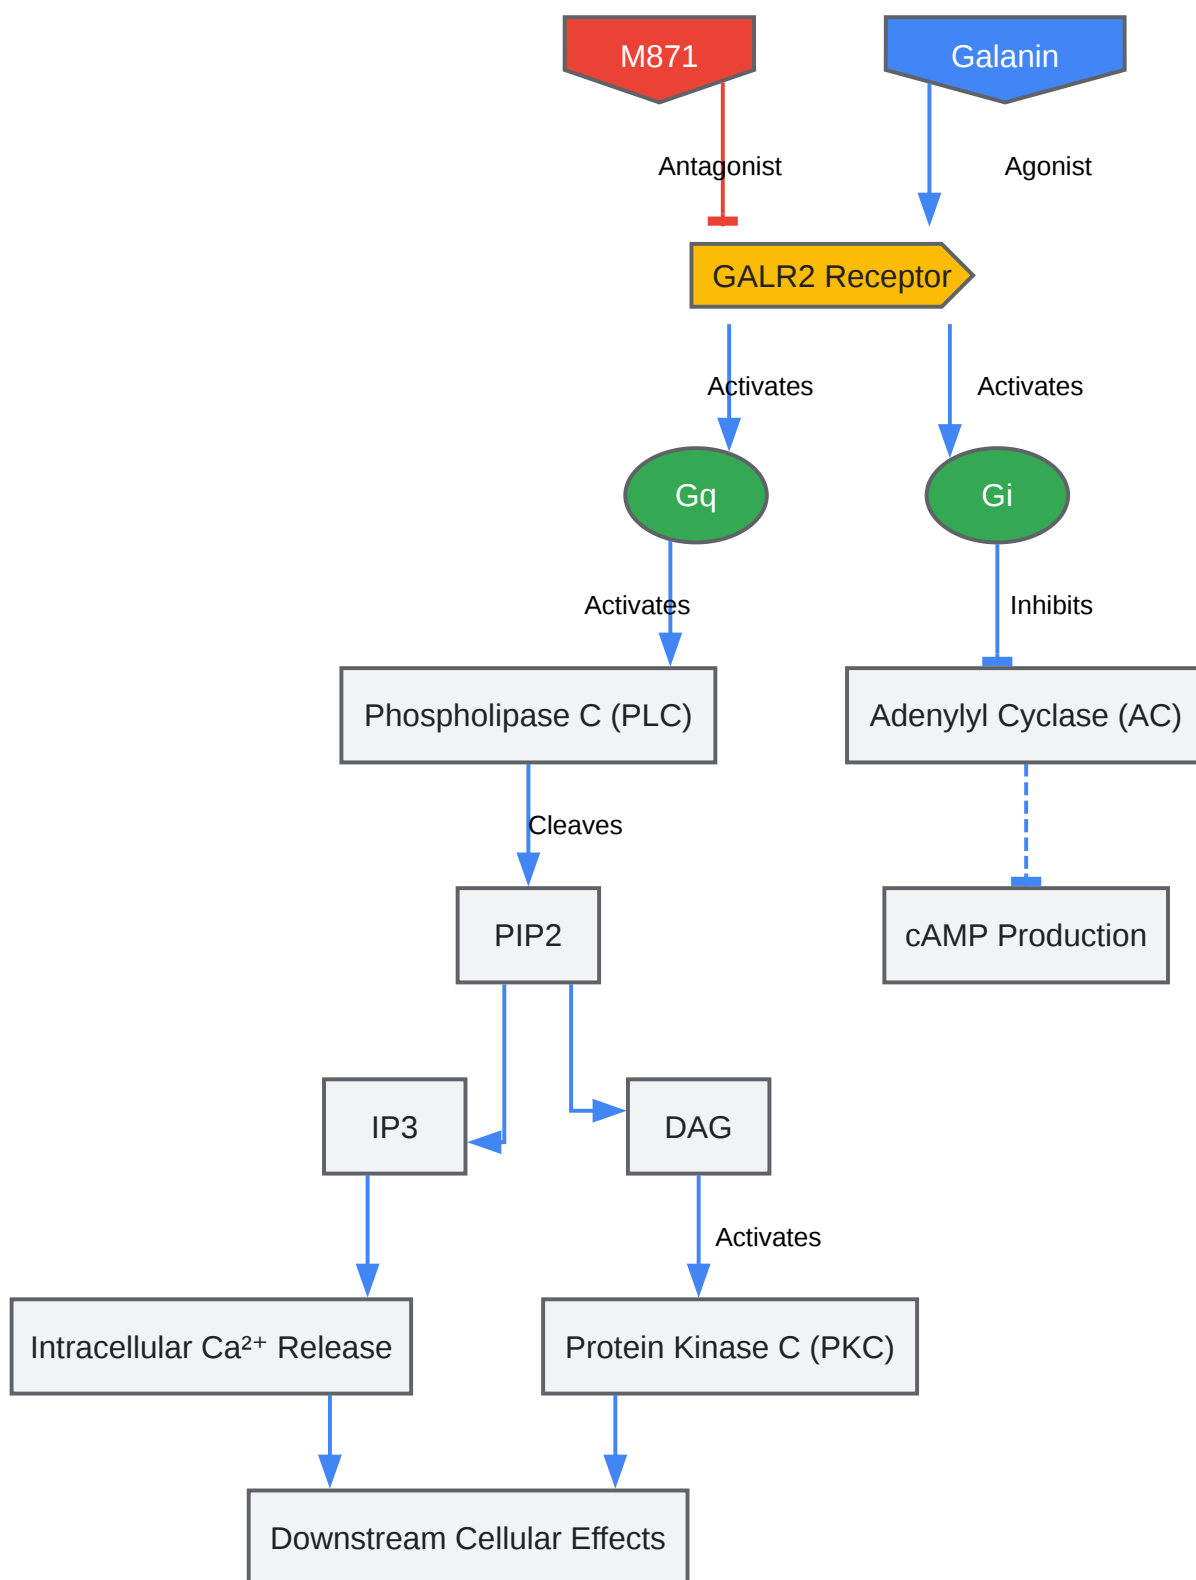 M871
Galanin
Antagonist
Agonist
GALR2 Receptor
Activates
Activates
Gq
Gi
Activates
Inhibits
Phospholipase C (PLC)
Adenylyl Cyclase (AC)
Cleaves
PIP2
cAMP Production
IP3
DAG
Activates
Intracellular Ca²⁺ Release
Protein Kinase C (PKC)
Downstream Cellular Effects